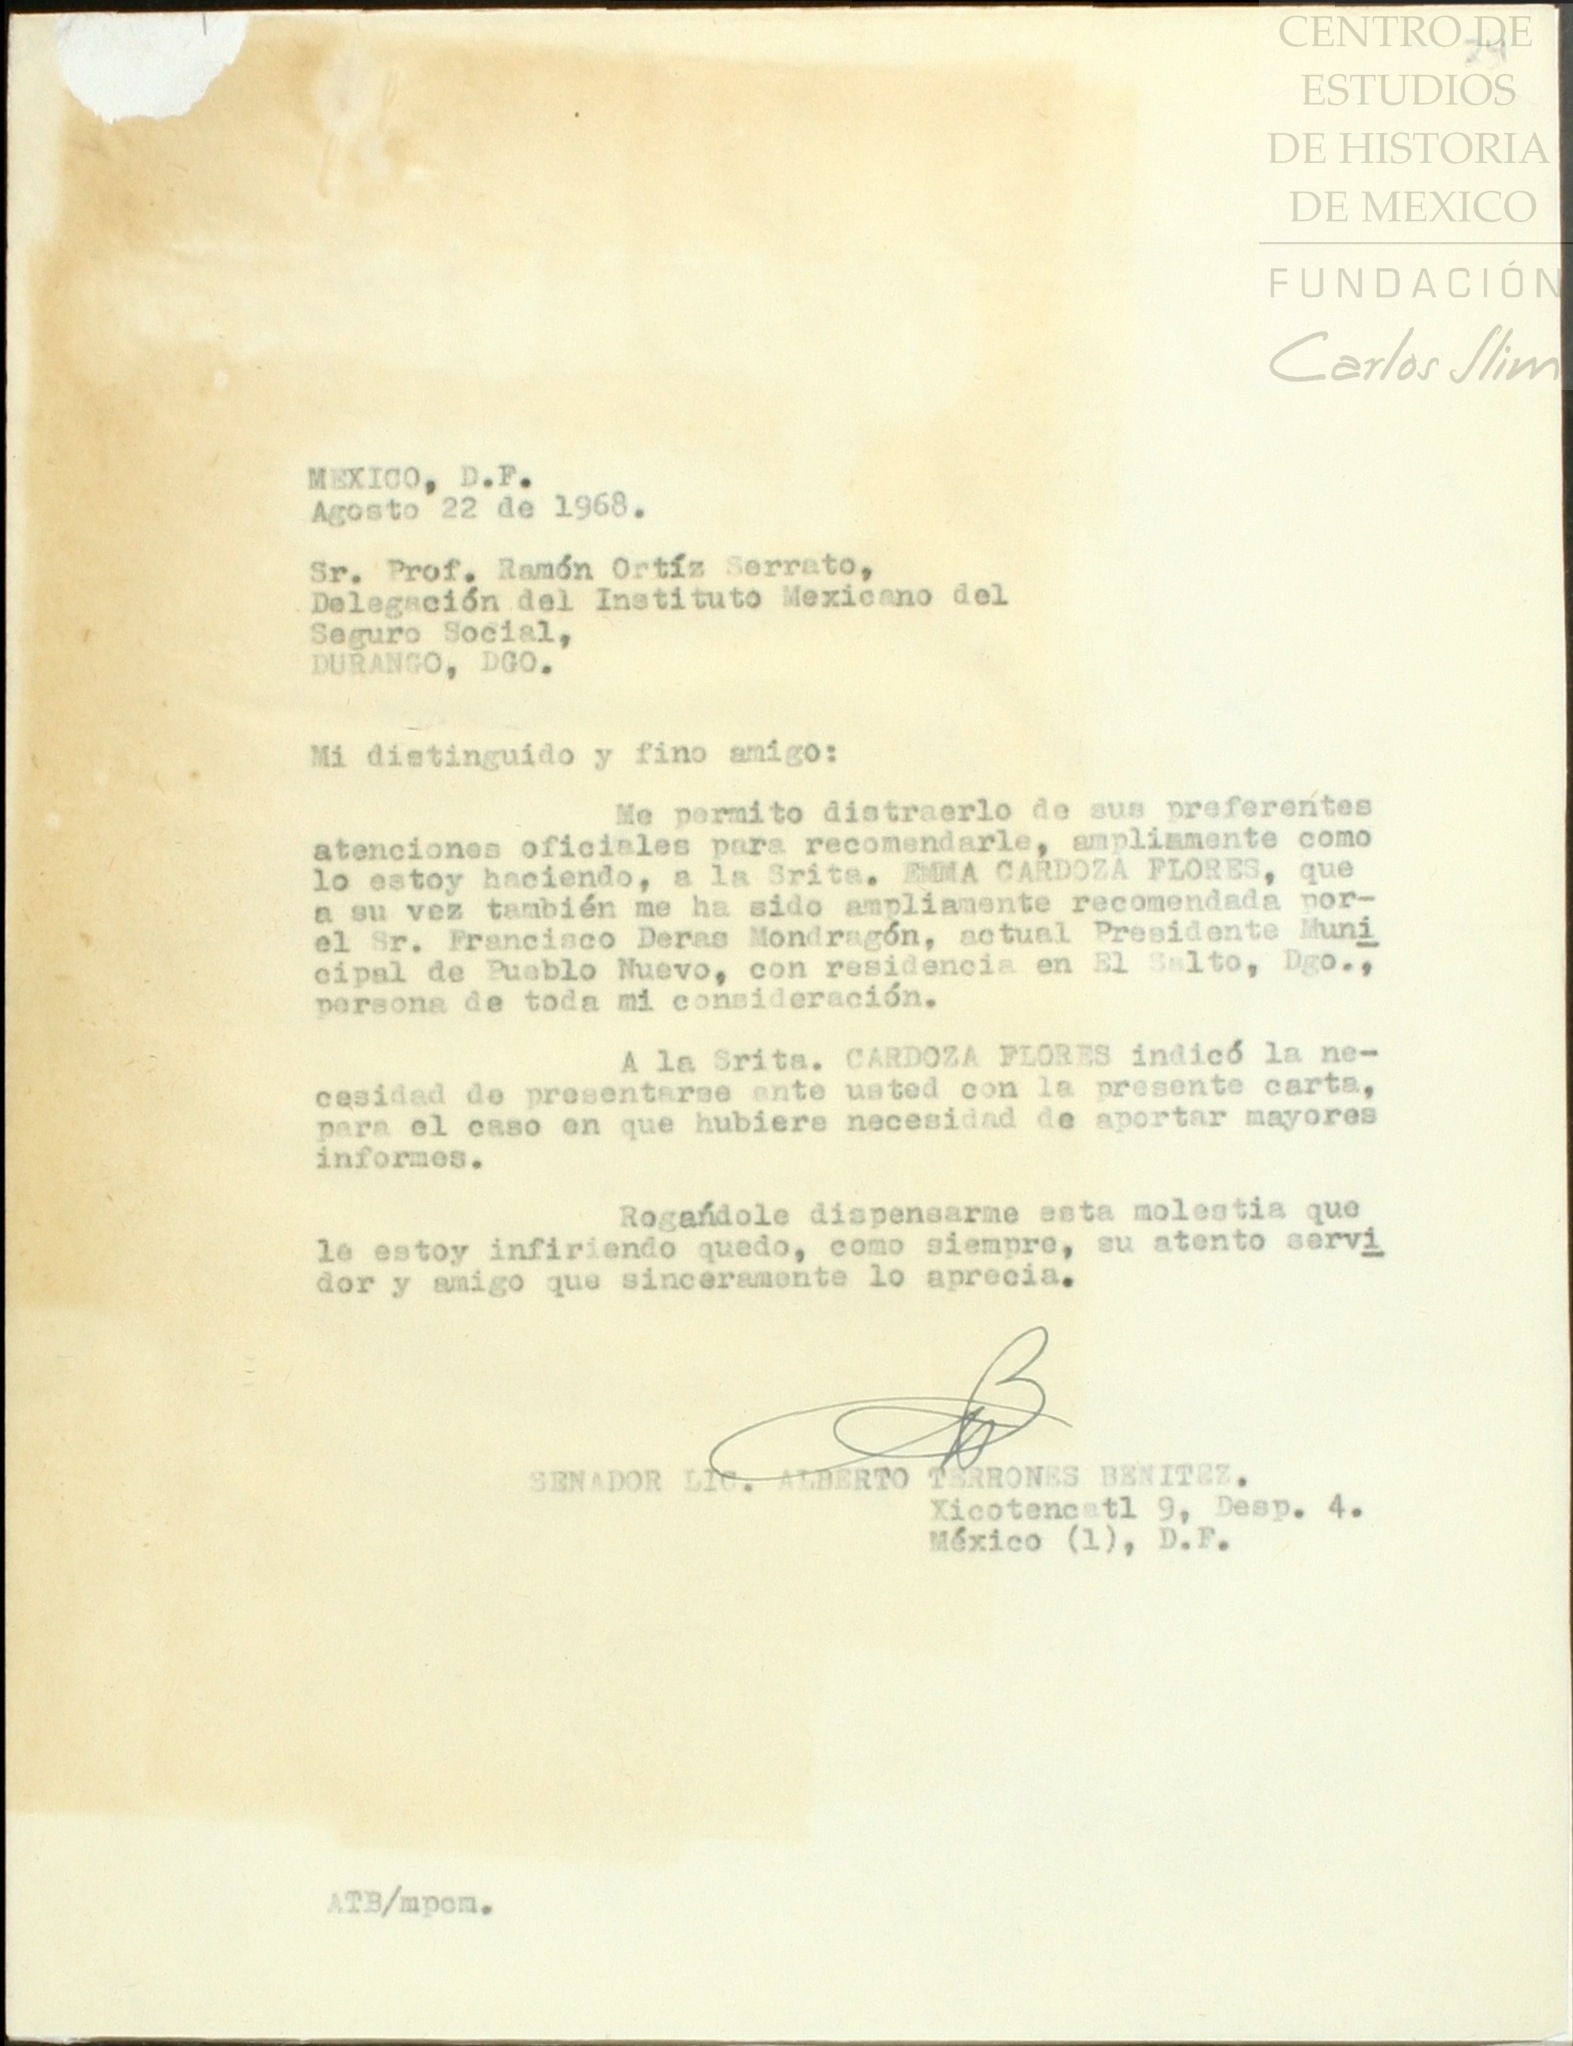 CENTRO DE
ESTUDIOS
DE HISTORIA
DE MEXICO
FUNDACIÓN
Carlos Slim
MEXICO, D.F.
Agosto 22 de 1968.
Sr. Prof. Ramón Ortíz Serrato,
Delegación del Instituto Mexicano del
Seguro Social,
DURANGO, DGO.
Mi distinguido y fino amigo:
Me permito distraerlo de sus preferentes
atenciones oficiales para recomendarle, ampliamente como
lo estoy haciendo, a la Srita. EMMA CARDOZA FLORES, que
a su vez también me ha sido ampliamente recomendada por-
el Sr. Francisco Deras Mondragón, actual Presidente Muni
cipal de Pueblo Nuevo, con residencia en El Salto, Dgo.,
persona de toda mi consideración.
A la Srita. CARDOZA FLORES indicó la ne-
cesidad de presentarse ante usted con la presente carta,
para el caso en que hubiere necesidad de aportar mayores
informes.
Rogańdole dispensarme esta molestia que
le estoy infiriendo quedo, como siempre, su atento servi
dor y amigo que sinceramente lo aprecia.
SENADOR LIC. ALBERTO TERRONES BENITEZ.
Xicotencatl 9, Desp. 4.
México (1), D.F.
ATB/mpcm.